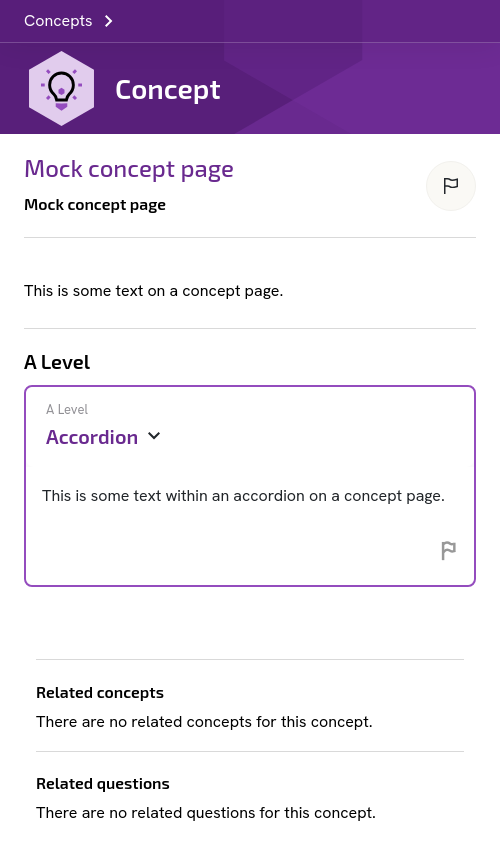 Concepts
Concept
Mock concept page
Mock concept page
This is some text on a concept page.
A Level
A Level
Accordion
This is some text within an accordion on a concept page.
Related concepts
There are no related concepts for this concept.
Related questions
There are no related questions for this concept.